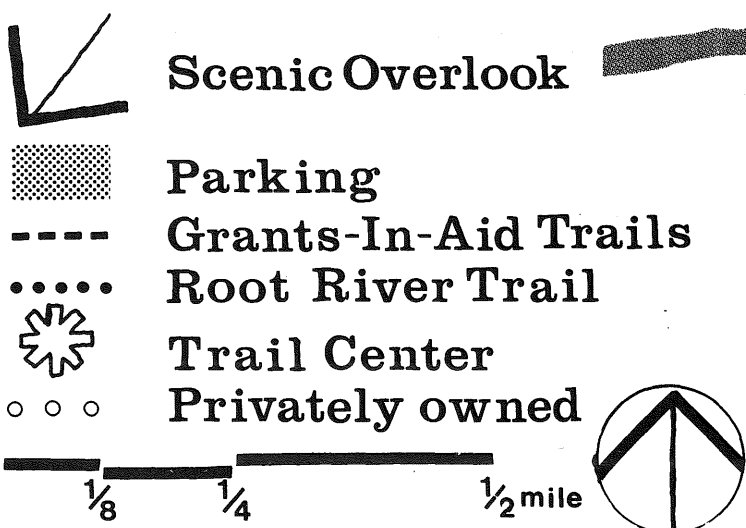 Scenic Overlook
Parking
Grants-In-Aid Trails
Root River Trail
Trail Center
Privately owned
1/8 1/4 1/2 mile